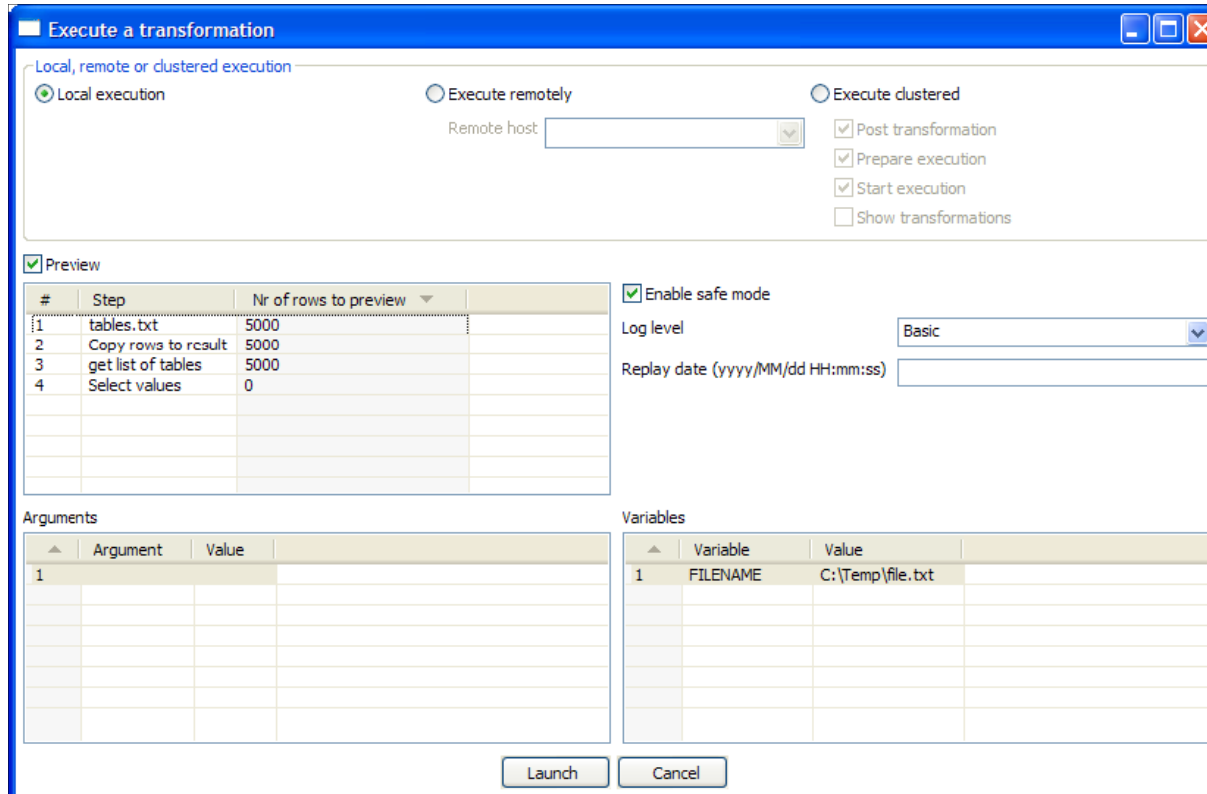 Execute a transformation
Local, remote or clustered execution
Local execution
Execute remotely
Execute clustered
Remote host
Post transformation
Prepare execution
Start execution
Show transformations
Preview
# Step Nr of rows to preview
1 tables.txt 5000
2 Copy rows to result 5000
3 get list of tables 5000
4 Select values 0
Enable safe mode
Log level Basic
Replay date (yyyy/MM/dd HH:mm:ss)
Arguments
Argument Value
1
Variables
Variable Value
1 FILENAME C:\Temp\file.txt
Launch Cancel